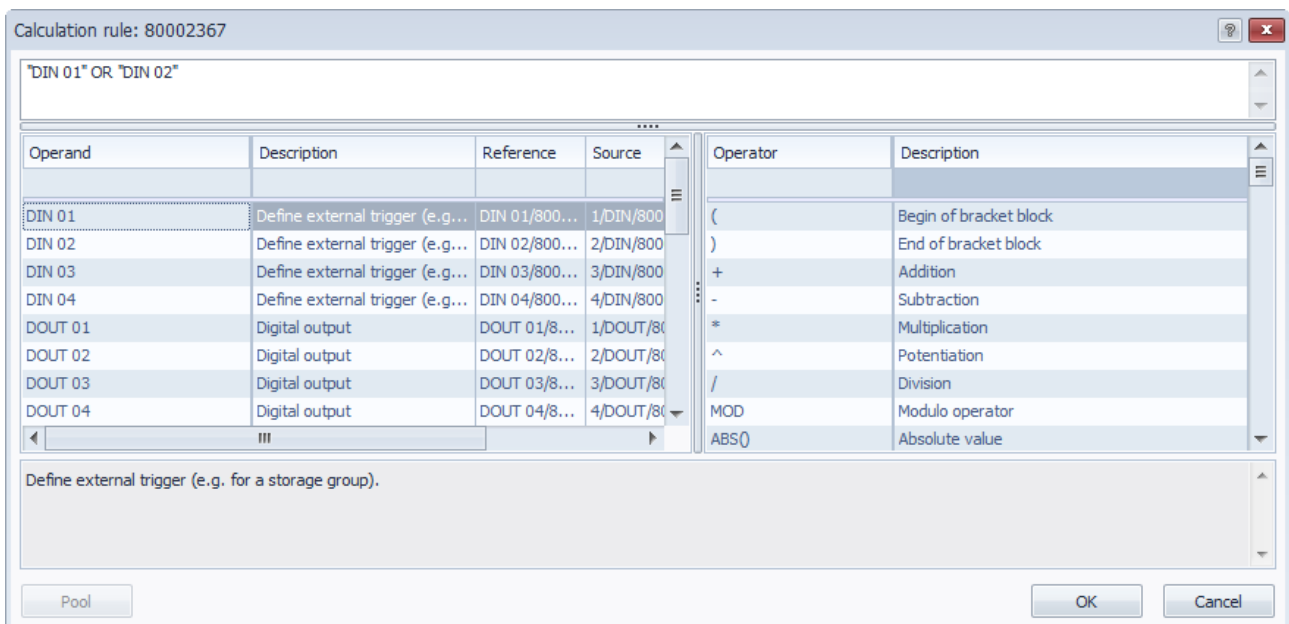 Calculation rule: 80002367
"DIN 01" OR "DIN 02"
Operand Description Reference Source
DIN 01 Define external trigger (e.g... DIN 01/800... 1/DIN/800
DIN 02 Define external trigger (e.g... DIN 02/800... 2/DIN/800
DIN 03 Define external trigger (e.g... DIN 03/800... 3/DIN/800
DIN 04 Define external trigger (e.g... DIN 04/800... 4/DIN/800
DOUT 01 Digital output DOUT 01/8... 1/DOUT/80
DOUT 02 Digital output DOUT 02/8... 2/DOUT/80
DOUT 03 Digital output DOUT 03/8... 3/DOUT/80
DOUT 04 Digital output DOUT 04/8... 4/DOUT/80
Operator Description
( Begin of bracket block
) End of bracket block
+ Addition
- Subtraction
* Multiplication
^ Potentiation
/ Division
MOD Modulo operator
ABS() Absolute value
Define external trigger (e.g. for a storage group).
Pool OK Cancel